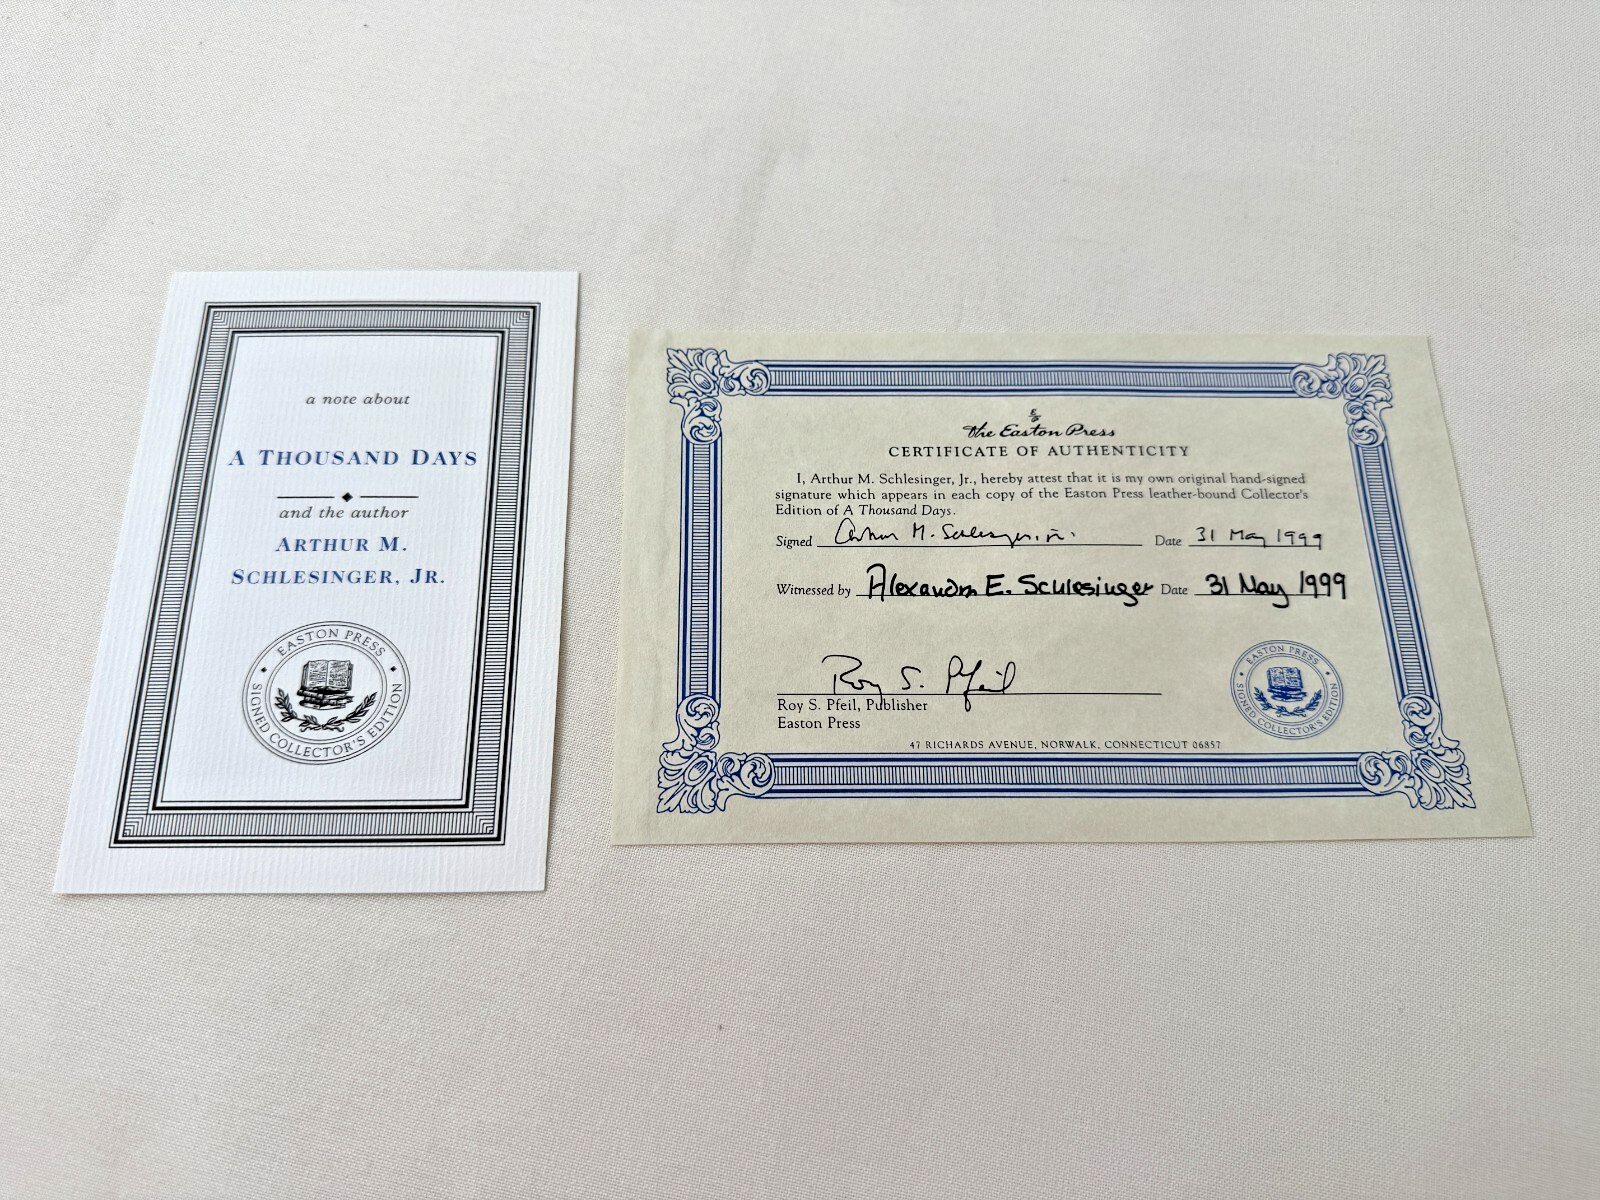 a note about
A THOUSAND DAYS
and the author
ARTHUR M.
SCHLESINGER, JR.
EASTON PRESS
SIGNED COLLECTOR'S EDITION
E/P
the Easton Press
CERTIFICATE OF AUTHENTICITY
I, Arthur M. Schlesinger, Jr., hereby attest that it is my own original hand-signed
signature which appears in each copy of the Easton Press leather-bound Collector's
Edition of A Thousand Days.
Signed Arthur M. Schlesinger, Jr. Date 31 May 1999
Witnessed by Alexandra E. Schlesinger Date 31 May 1999
Roy S. Pfeil
Roy S. Pfeil, Publisher
Easton Press
EASTON PRESS
SIGNED COLLECTOR'S EDITION
47 RICHARDS AVENUE, NORWALK, CONNECTICUT 06857